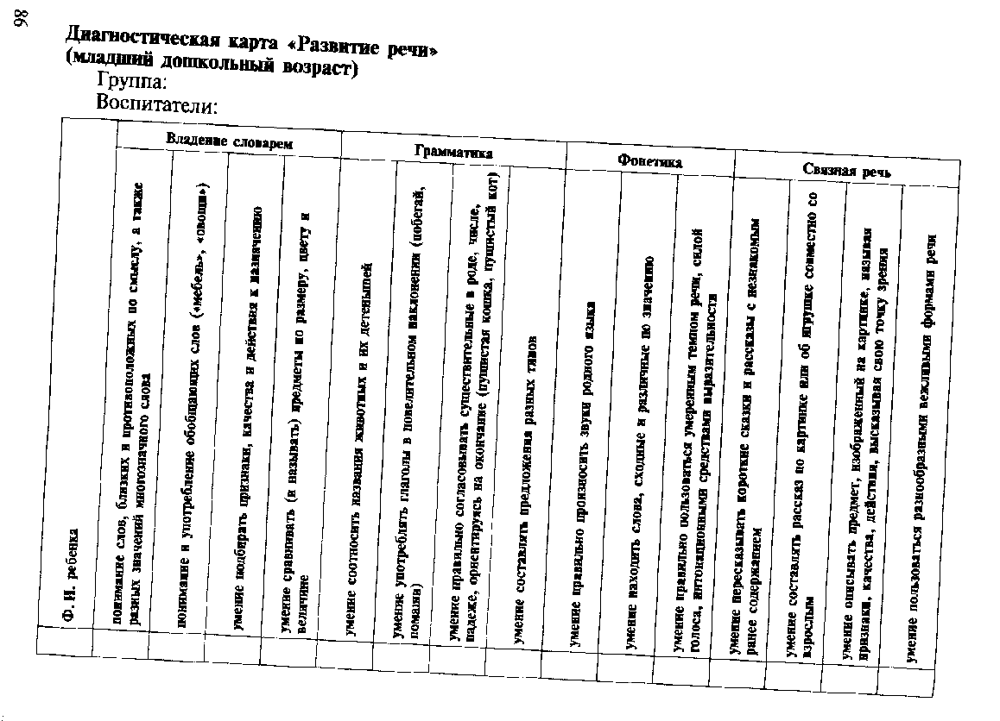 98
Диагностическая карта «Развитие речи»
(младший дошкольный возраст)
Группа:
Воспитатели:
Ф. И. ребенка
Владение словарем
понимание слов, близких и противоположных по смыслу, а также
разных значений многозначного слова
понимание и употребление обобщающих слов («мебель», «овощи»)
умение подбирать признаки, качества и действия к назначению
умение сравнивать (и называть) предметы по размеру, цвету и
величине
Грамматика
умение соотносить названия животных и их детенышей
умение употреблять глаголы в повелительном наклонении (побегай,
помаши)
умение правильно согласовывать существительные в роде, числе,
падеже, ориентируясь на окончание (пушистая кошка, пушистый кот)
умение составлять предложения разных типов
Фонетика
умение правильно произносить звуки родного языка
умение находить слова, сходные и различные по значению
умение правильно пользоваться умеренным темпом речи, силой
голоса, интонационными средствами выразительности
Связная речь
умение пересказывать короткие сказки и рассказы с незнакомым
ранее содержанием
умение составлять рассказ по картинке или об игрушке совместно со
взрослым
умение описывать предмет, изображенный на картинке, называя
признаки, качества, действия, высказывая свою точку зрения
умение пользоваться разнообразными вежливыми формами речи